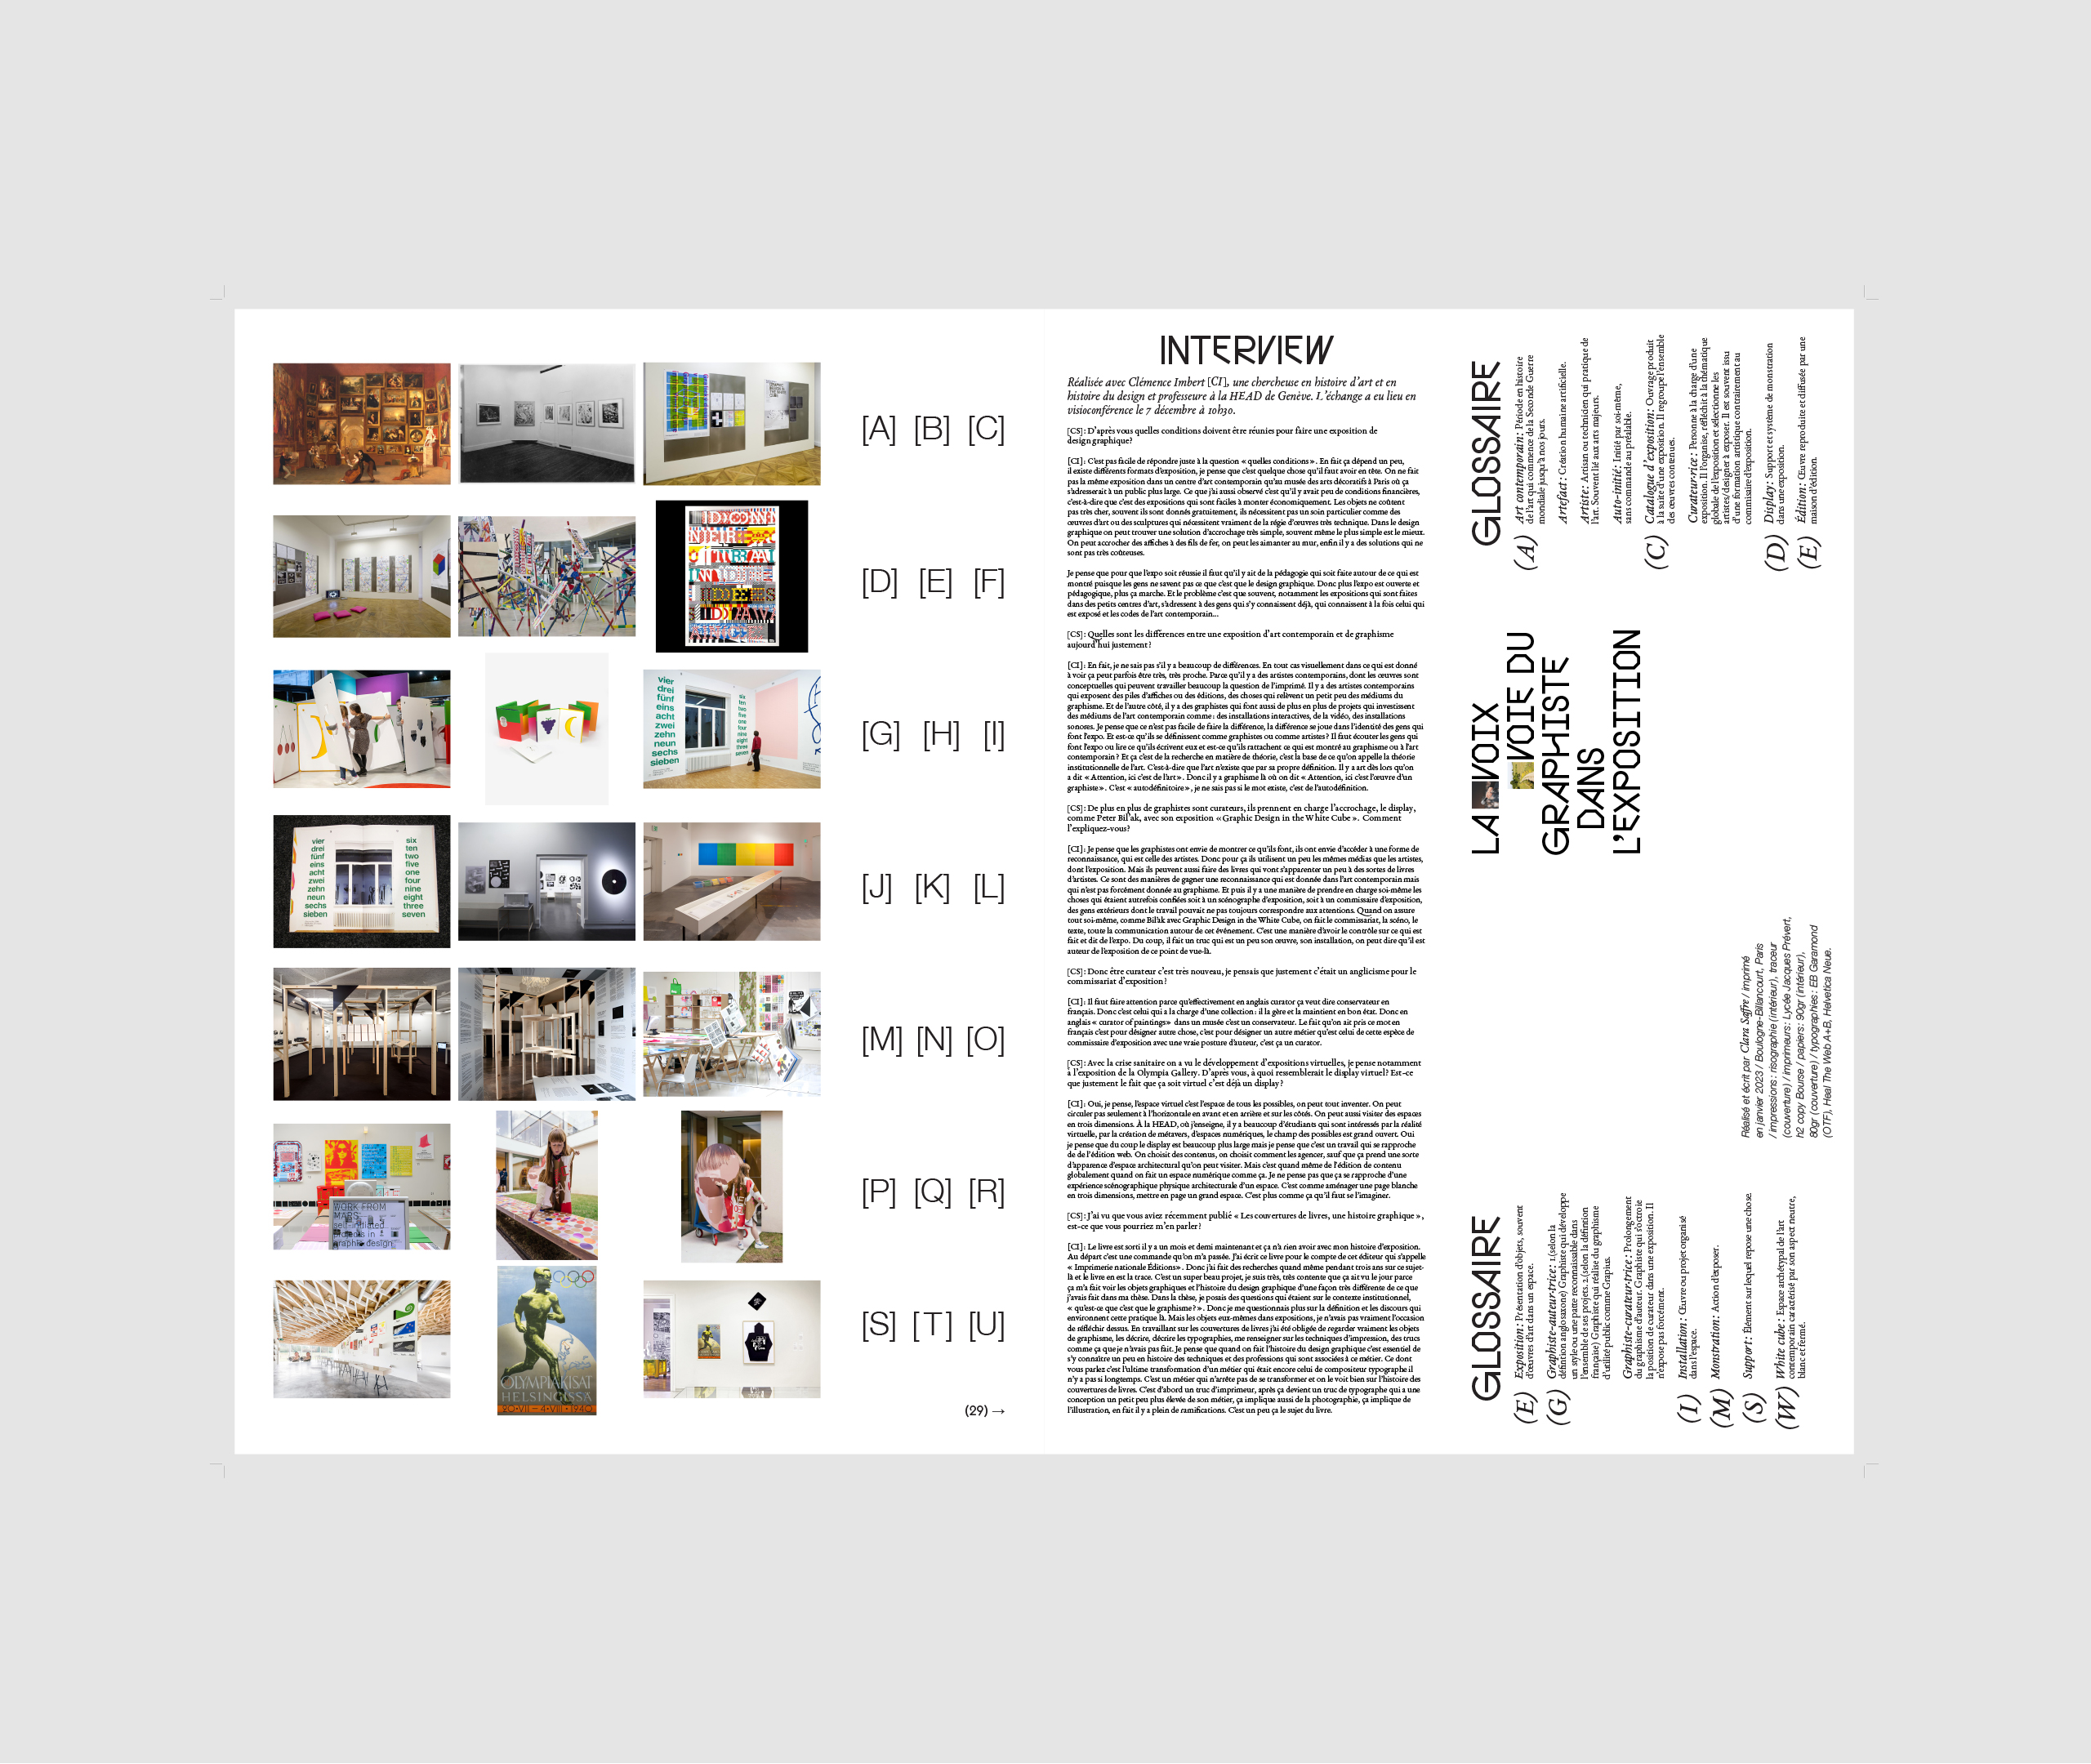 [A] [B] [C]
[D] [E] [F]
vier
drei
fünf
eins
acht
zwei
zehn
neun
sechs
sieben
six
ten
two
five
one
four
nine
eight
three
seven
[G] [H] [I]
vier
drei
fünf
eins
acht
zwei
zehn
neun
sechs
sieben
six
ten
two
five
one
four
nine
eight
three
seven
[J] [K] [L]
[M] [N] [O]
WORK FROM
MARS:
self-initiated
projects in
graphic design
[P] [Q] [R]
OLYMPIAKISAT
HELSINGISSÄ
20·VII – 4·VIII·1940
[S] [T] [U]
(29) →
INTERVIEW
Réalisée avec Clémence Imbert [CI], une chercheuse en histoire d'art et en
histoire du design et professeure à la HEAD de Genève. L'échange a eu lieu en
visioconférence le 7 décembre à 10h30.
[CS]: D'après vous quelles conditions doivent être réunies pour faire une exposition de
design graphique?
[CI]: C'est pas facile de répondre juste à la question « quelles conditions ». En fait ça dépend un peu,
il existe différents formats d'exposition, je pense que c'est quelque chose qu'il faut avoir en tête. On ne fait
pas la même exposition dans un centre d'art contemporain qu'au musée des arts décoratifs à Paris où ça
s'adresserait à un public plus large. Ce que j'ai aussi observé c'est qu'il y avait peu de conditions financières,
c'est-à-dire que c'est des expositions qui sont faciles à monter économiquement. Les objets ne coûtent
pas très cher, souvent ils sont donnés gratuitement, ils nécessitent pas un soin particulier comme des
œuvres d'art ou des sculptures qui nécessitent vraiment de la régie d'œuvres très technique. Dans le design
graphique on peut trouver une solution d'accrochage très simple, souvent même le plus simple est le mieux.
On peut accrocher des affiches à des fils de fer, on peut les aimanter au mur, enfin il y a des solutions qui ne
sont pas très coûteuses.
Je pense que pour que l'expo soit réussie il faut qu'il y ait de la pédagogie qui soit faite autour de ce qui est
montré puisque les gens ne savent pas ce que c'est que le design graphique. Donc plus l'expo est ouverte et
pédagogique, plus ça marche. Et le problème c'est que souvent, notamment les expositions qui sont faites
dans des petits centres d'art, s'adressent à des gens qui s'y connaissent déjà, qui connaissent à la fois celui qui
est exposé et les codes de l'art contemporain...
[CS]: Quelles sont les différences entre une exposition d'art contemporain et de graphisme
aujourd'hui justement ?
[CI]: En fait, je ne sais pas s'il y a beaucoup de différences. En tout cas visuellement dans ce qui est donné
à voir ça peut parfois être très, très proche. Parce qu'il y a des artistes contemporains, dont les œuvres sont
conceptuelles qui peuvent travailler beaucoup la question de l'imprimé. Il y a des artistes contemporains
qui exposent des piles d'affiches ou des éditions, des choses qui relèvent un petit peu des médiums du
graphisme. Et de l'autre côté, il y a des graphistes qui font aussi de plus en plus de projets qui investissent
des médiums de l'art contemporain comme : des installations interactives, de la vidéo, des installations
sonores. Je pense que ce n'est pas facile de faire la différence, la différence se joue dans l'identité des gens qui
font l'expo. Et est-ce qu'ils se définissent comme graphistes ou comme artistes ? Il faut écouter les gens qui
font l'expo ou lire ce qu'ils écrivent eux et est-ce qu'ils rattachent ce qui est montré au graphisme ou à l'art
contemporain ? Et ça c'est de la recherche en matière de théorie, c'est la base de ce qu'on appelle la théorie
institutionnelle de l'art. C'est-à-dire que l'art n'existe que par sa propre définition. Il y a art dès lors qu'on
a dit « Attention, ici c'est de l'art ». Donc il y a graphisme là où on dit « Attention, ici c'est l'œuvre d'un
graphiste ». C'est « autodéfinitoire », je ne sais pas si le mot existe, c'est de l'autodéfinition.
[CS]: De plus en plus de graphistes sont curateurs, ils prennent en charge l'accrochage, le display,
comme Peter Bil'ak, avec son exposition « Graphic Design in the White Cube ». Comment
l'expliquez-vous?
[CI]: Je pense que les graphistes ont envie de montrer ce qu'ils font, ils ont envie d'accéder à une forme de
reconnaissance, qui est celle des artistes. Donc pour ça ils utilisent un peu les mêmes médias que les artistes,
dont l'exposition. Mais ils peuvent aussi faire des livres qui vont s'apparenter un peu à des sortes de livres
d'artistes. Ce sont des manières de gagner une reconnaissance qui est donnée dans l'art contemporain mais
qui n'est pas forcément donnée au graphisme. Et puis il y a une manière de prendre en charge soi-même les
choses qui étaient autrefois confiées soit à un scénographe d'exposition, soit à un commissaire d'exposition,
des gens extérieurs dont le travail pouvait ne pas toujours correspondre aux attentions. Quand on assure
tout soi-même, comme Bil'ak avec Graphic Design in the White Cube, on fait le commissariat, la scéno, le
texte, toute la communication autour de cet événement. C'est une manière d'avoir le contrôle sur ce qui est
fait et dit de l'expo. Du coup, il fait un truc qui est un peu son œuvre, son installation, on peut dire qu'il est
auteur de l'exposition de ce point de vue-là.
[CS]: Donc être curateur c'est très nouveau, je pensais que justement c'était un anglicisme pour le
commissariat d'exposition ?
[CI]: Il faut faire attention parce qu'effectivement en anglais curator ça veut dire conservateur en
français. Donc c'est celui qui a la charge d'une collection : il la gère et la maintient en bon état. Donc en
anglais « curator of paintings » dans un musée c'est un conservateur. Le fait qu'on ait pris ce mot en
français c'est pour désigner autre chose, c'est pour désigner un autre métier qu'est celui de cette espèce de
commissaire d'exposition avec une vraie posture d'auteur, c'est ça un curator.
[CS]: Avec la crise sanitaire on a vu le développement d'expositions virtuelles, je pense notamment
à l'exposition de la Olympia Gallery. D'après vous, à quoi ressemblerait le display virtuel? Est-ce
que justement le fait que ça soit virtuel c'est déjà un display?
[CI]: Oui, je pense, l'espace virtuel c'est l'espace de tous les possibles, on peut tout inventer. On peut
circuler pas seulement à l'horizontale en avant et en arrière et sur les côtés. On peut aussi visiter des espaces
en trois dimensions. À la HEAD, où j'enseigne, il y a beaucoup d'étudiants qui sont intéressés par la réalité
virtuelle, par la création de métavers, d'espaces numériques, le champ des possibles est grand ouvert. Oui
je pense que du coup le display est beaucoup plus large mais je pense que c'est un travail qui se rapproche
de de l'édition web. On choisit des contenus, on choisit comment les agencer, sauf que ça prend une sorte
d'apparence d'espace architectural qu'on peut visiter. Mais c'est quand même de l'édition de contenu
globalement quand on fait un espace numérique comme ça. Je ne pense pas que ça se rapproche d'une
expérience scénographique physique architecturale d'un espace. C'est comme aménager une page blanche
en trois dimensions, mettre en page un grand espace. C'est plus comme ça qu'il faut se l'imaginer.
[CS]: J'ai vu que vous aviez récemment publié « Les couvertures de livres, une histoire graphique »,
est-ce que vous pourriez m'en parler?
[CI]: Le livre est sorti il y a un mois et demi maintenant et ça n'a rien avoir avec mon histoire d'exposition.
Au départ c'est une commande qu'on m'a passée. J'ai écrit ce livre pour le compte de cet éditeur qui s'appelle
« Imprimerie nationale Éditions ». Donc j'ai fait des recherches quand même pendant trois ans sur ce sujet-
là et le livre en est la trace. C'est un super beau projet, je suis très, très contente que ça ait vu le jour parce
ça m'a fait voir les objets graphiques et l'histoire du design graphique d'une façon très différente de ce que
j'avais fait dans ma thèse. Dans la thèse, je posais des questions qui étaient sur le contexte institutionnel,
« qu'est-ce que c'est que le graphisme ? ». Donc je me questionnais plus sur la définition et les discours qui
environnent cette pratique là. Mais les objets eux-mêmes dans expositions, je n'avais pas vraiment l'occasion
de réfléchir dessus. En travaillant sur les couvertures de livres j'ai été obligée de regarder vraiment les objets
de graphisme, les décrire, décrire les typographies, me renseigner sur les techniques d'impression, des trucs
comme ça que je n'avais pas fait. Je pense que quand on fait l'histoire du design graphique c'est essentiel de
s'y connaître un peu en histoire des techniques et des professions qui sont associées à ce métier. Ce dont
vous parlez c'est l'ultime transformation d'un métier qui était encore celui de compositeur typographe il
n'y a pas si longtemps. C'est un métier qui n'arrête pas de se transformer et on le voit bien sur l'histoire des
couvertures de livres. C'est d'abord un truc d'imprimeur, après ça devient un truc de typographe qui a une
conception un petit peu plus élevée de son métier, ça implique aussi de la photographie, ça implique de
l'illustration, en fait il y a plein de ramifications. C'est un peu ça le sujet du livre.
GLOSSAIRE
(A) Art contemporain : Période en histoire
de l'art qui commence de la Seconde Guerre
mondiale jusqu'à nos jours.
Artefact : Création humaine artificielle.
Artiste : Artisan ou technicien qui pratique de
l'art. Souvent lié aux arts majeurs.
Auto-initié : Initié par soi-même,
sans commande au préalable.
(C) Catalogue d'exposition : Ouvrage produit
à la suite d'une exposition. Il regroupe l'ensemble
des œuvres contenues.
Curateur·rice : Personne à la charge d'une
exposition. Il l'organise, réfléchit à la thématique
globale de l'exposition et sélectionne les
artistes/designer à exposer. Il est souvent issu
d'une formation artistique contrairement au
commissaire d'exposition.
(D) Display : Support et système de monstration
dans une exposition.
(E) Édition : Œuvre reproduite et diffusée par une
maison d'édition.
LA VOIX
VOIE DU
GRAPHISTE
DANS
L'EXPOSITION
Réalisé et écrit par Clara Saffre / imprimé
en janvier 2023 / Boulogne-Billancourt, Paris
/ impressions : risographie (intérieur), traceur
(couverture) / imprimeurs : Lycée Jacques Prévert,
h2 copy Bourse / papiers : 90gr (intérieur),
80gr (couverture) / typographies : EB Garamond
(OTF), Heal The Web A+B, Helvetica Neue.
GLOSSAIRE
(E) Exposition : Présentation d'objets, souvent
d'œuvres d'art dans un espace.
(G) Graphiste-auteur·trice : 1.(selon la
défintion anglosaxone) Graphiste qui développe
un style ou une patte reconnaissable dans
l'ensemble de ses projets. 2.(selon la défintion
française) Graphiste qui réalise du graphisme
d'utilité public comme Grapus.
Graphiste-curateur·trice : Prolongement
du graphisme d'auteur. Graphiste qui s'octroie
la position de curateur dans une exposition. Il
n'expose pas forcément.
(I) Installation : Œuvre ou projet organisé
dans l'espace.
(M) Monstration : Action d'exposer.
(S) Support : Élément sur lequel repose une chose.
(W) White cube : Espace archétypal de l'art
contemporain caractérisé par son aspect neutre,
blanc et fermé.